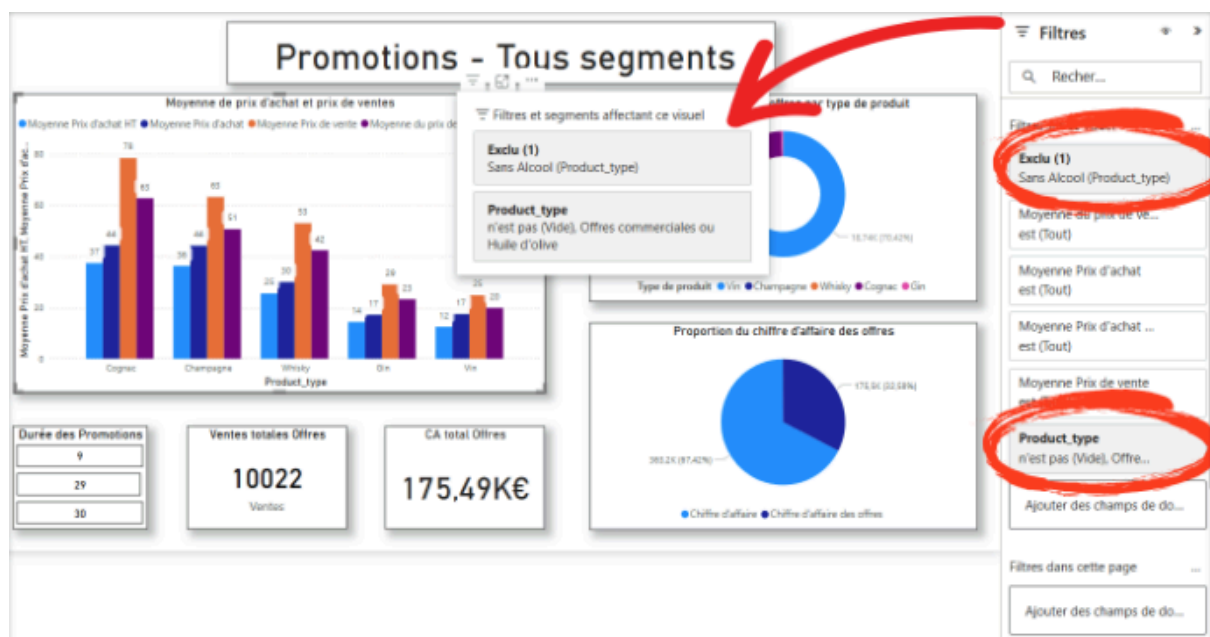 Promotions - Tous segments
Moyenne de prix d'achat et prix de ventes
Moyenne Prix d'achat HT Moyenne Prix d'achat Moyenne Prix de vente Moyenne du prix de
Moyenne Prix d'achat HT, Moyenne Prix d'ac...
80
60
40
20
0
37 44 78 63
36 44 63 51
25 30 53 42
14 17 29 23
12 17 25 20
Cognac Champagne Whisky Gin Vin
Product_type
Filtres et segments affectant ce visuel
Exclu (1)
Sans Alcool (Product_type)
Product_type
n'est pas (Vide), Offres commerciales ou
Huile d'olive
offres par type de produit
(70,42%)
Type de produit Vin Champagne Whisky Cognac Gin
Proportion du chiffre d'affaire des offres
175,5K (32,58%)
(67,42%)
Chiffre d'affaire Chiffre d'affaire des offres
Durée des Promotions
9
29
30
Ventes totales Offres
10022
Ventes
CA total Offres
175,49K€
Filtres
Recher...
Exclu (1)
Sans Alcool (Product_type)
Moyenne du prix de ve...
est (Tout)
Moyenne Prix d'achat
est (Tout)
Moyenne Prix d'achat ...
est (Tout)
Moyenne Prix de vente
Product_type
n'est pas (Vide), Offre...
Ajouter des champs de do...
Filtres dans cette page ...
Ajouter des champs de do...